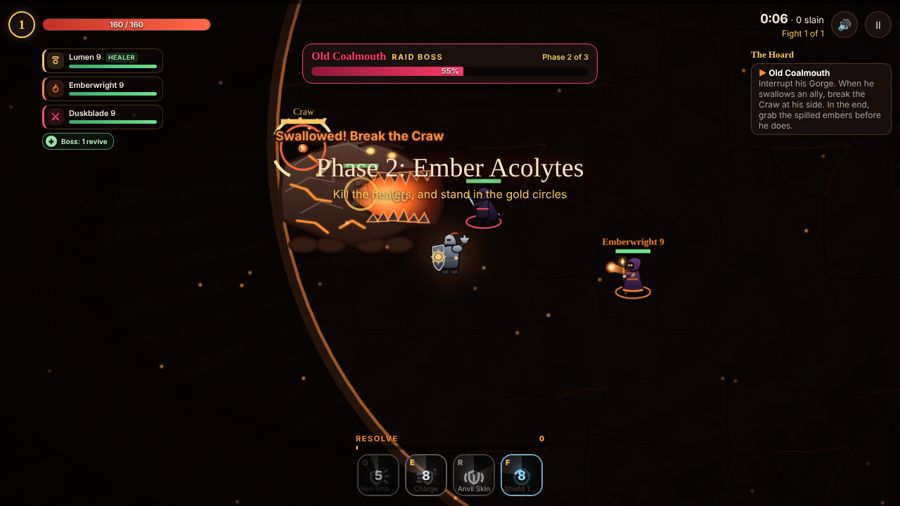 1
160 / 160
Lumen 9 HEALER
Emberwright 9
Duskblade 9
Boss: 1 revive
Old Coalmouth RAID BOSS
Phase 2 of 3
55%
0:06 · 0 slain
Fight 1 of 1
The Hoard
Old Coalmouth
Interrupt his Gorge. When he
swallows an ally, break the
Craw at his side. In the end,
grab the spilled embers before
he does.
Craw
Swallowed! Break the Craw
Phase 2: Ember Acolytes
Kill the healers, and stand in the gold circles
Emberwright 9
RESOLVE
0
Q
5
E
8
Charge
R
Anvil Skin
F
8